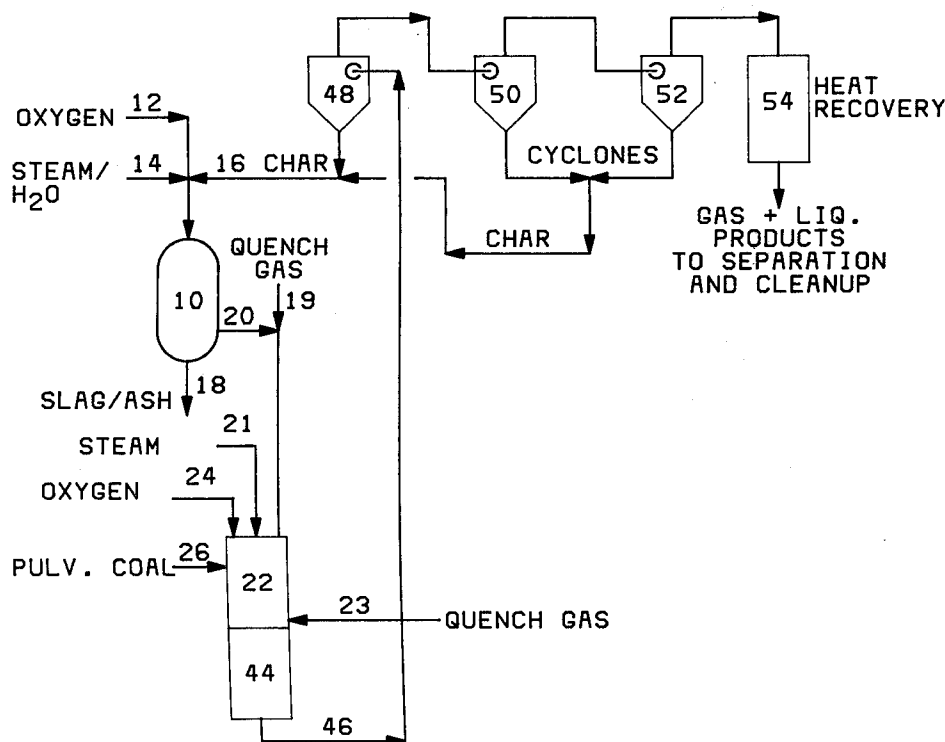 48
50
52
54
HEAT
RECOVERY
12
OXYGEN
STEAM/
H2O
14
16 CHAR
CYCLONES
CHAR
GAS + LIQ.
PRODUCTS
TO SEPARATION
AND CLEANUP
QUENCH
GAS
19
10
20
18
SLAG/ASH
21
STEAM
24
OXYGEN
PULV. COAL
26
22
23
QUENCH GAS
44
46